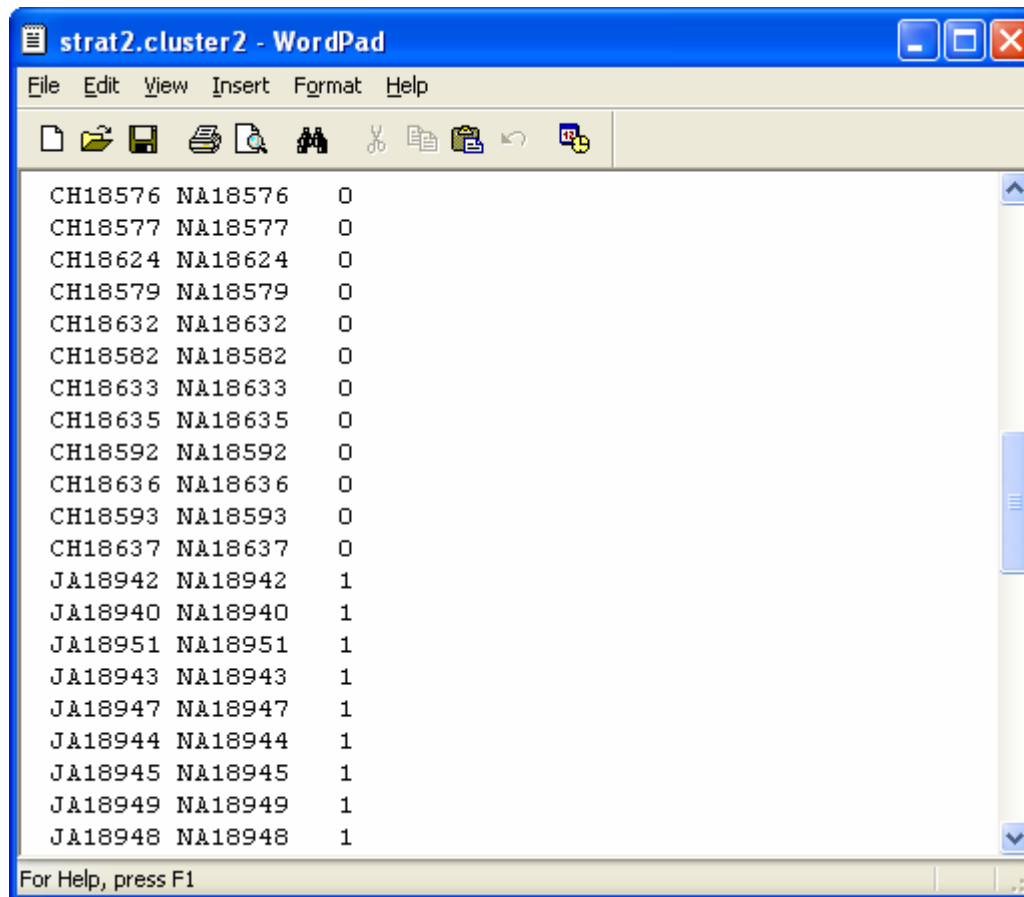 strat2.cluster2 - WordPad
File Edit View Insert Format Help
CH18576 NA18576 0
CH18577 NA18577 0
CH18624 NA18624 0
CH18579 NA18579 0
CH18632 NA18632 0
CH18582 NA18582 0
CH18633 NA18633 0
CH18635 NA18635 0
CH18592 NA18592 0
CH18636 NA18636 0
CH18593 NA18593 0
CH18637 NA18637 0
JA18942 NA18942 1
JA18940 NA18940 1
JA18951 NA18951 1
JA18943 NA18943 1
JA18947 NA18947 1
JA18944 NA18944 1
JA18945 NA18945 1
JA18949 NA18949 1
JA18948 NA18948 1
For Help, press F1